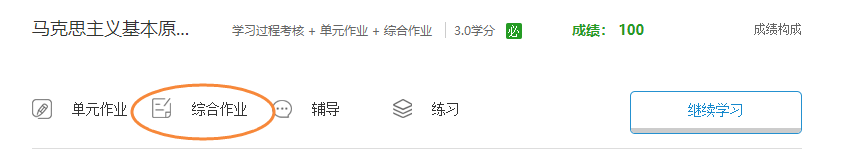 马克思主义基本原... 学习过程考核 + 单元作业 + 综合作业 3.0学分 必 成绩： 100 成绩构成
单元作业 综合作业 辅导 练习 继续学习